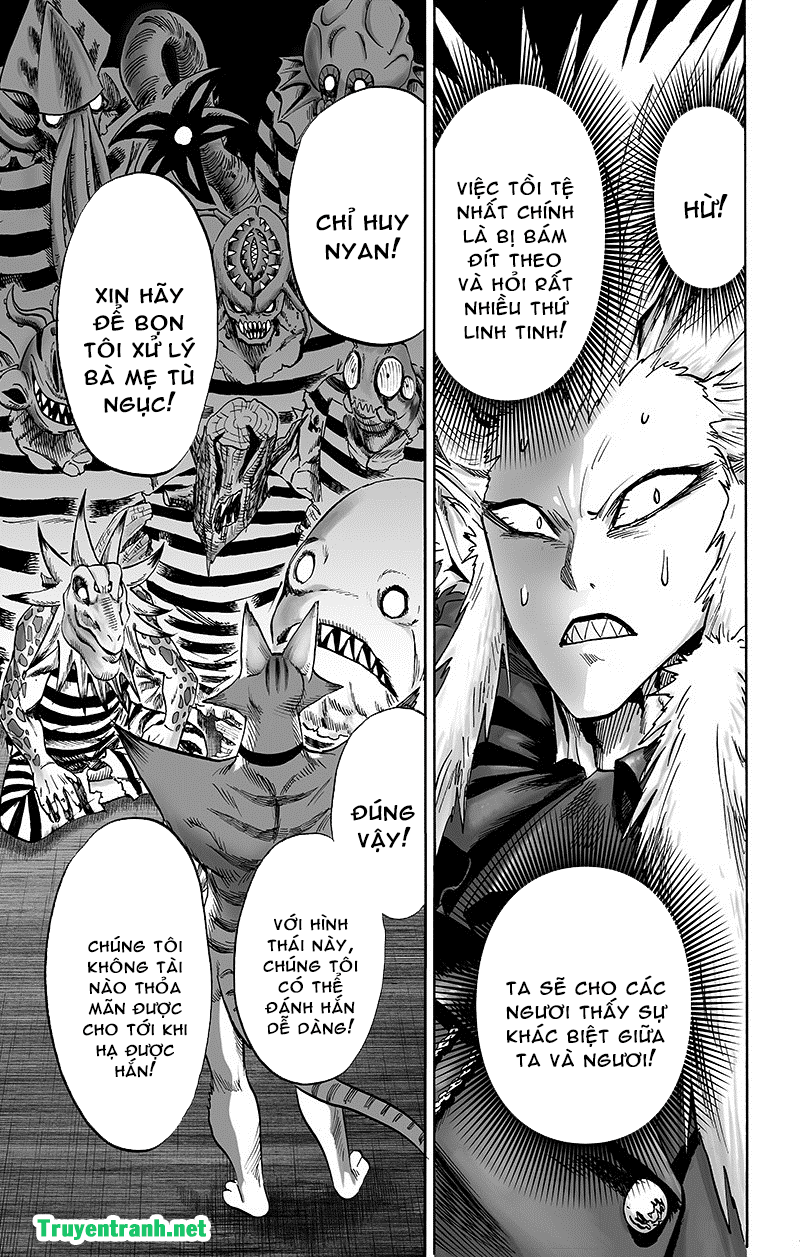 HỪ!
VIỆC TỒI TỆ
NHẤT CHÍNH
LÀ BỊ BÁM
ĐÍT THEO
VÀ HỎI RẤT
NHIỀU THỨ
LINH TINH!
TA SẼ CHO CÁC
NGƯƠI THẤY SỰ
KHÁC BIỆT GIỮA
TA VÀ NGƯƠI!
CHỈ HUY
NYAN!
XIN HÃY
ĐỂ BỌN
TÔI XỬ LÝ
BÀ MẸ TÙ
NGỤC!
ĐÚNG
VẬY!
VỚI HÌNH
THÁI NÀY,
CHÚNG TÔI
CÓ THỂ
ĐÁNH HẮN
DỄ DÀNG!
CHÚNG TÔI
KHÔNG TÀI
NÀO THỎA
MÃN ĐƯỢC
CHO TỚI KHI
HẠ ĐƯỢC
HẮN!
Truyentranh.net